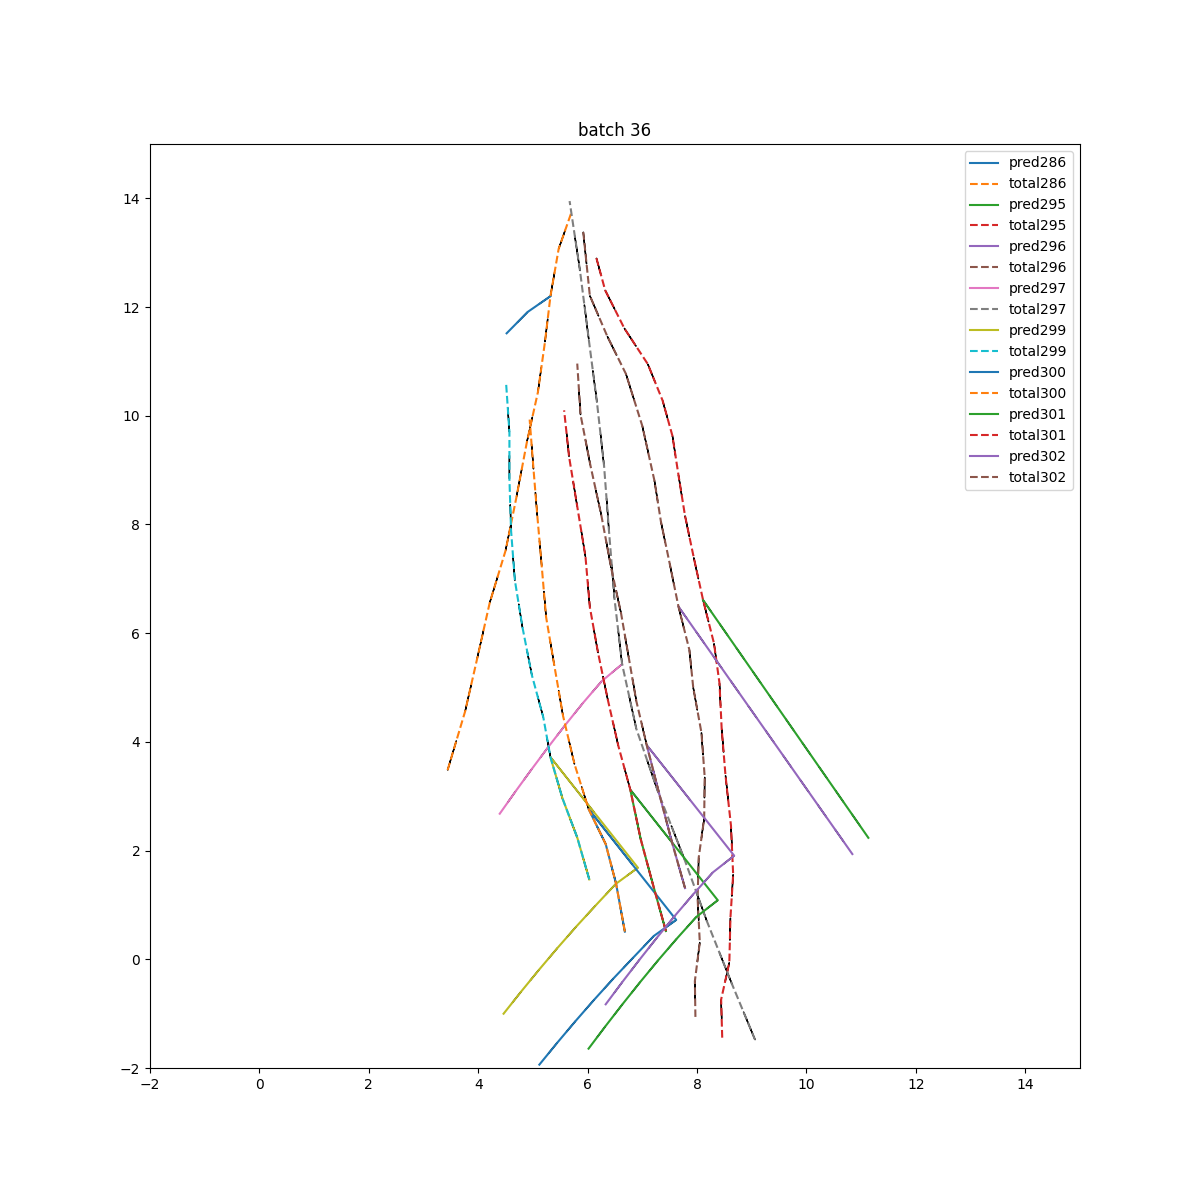 batch 36
pred286
total286
pred295
total295
pred296
total296
pred297
total297
pred299
total299
pred300
total300
pred301
total301
pred302
total302
14
12
10
8
6
4
2
0
−2
−2 0 2 4 6 8 10 12 14